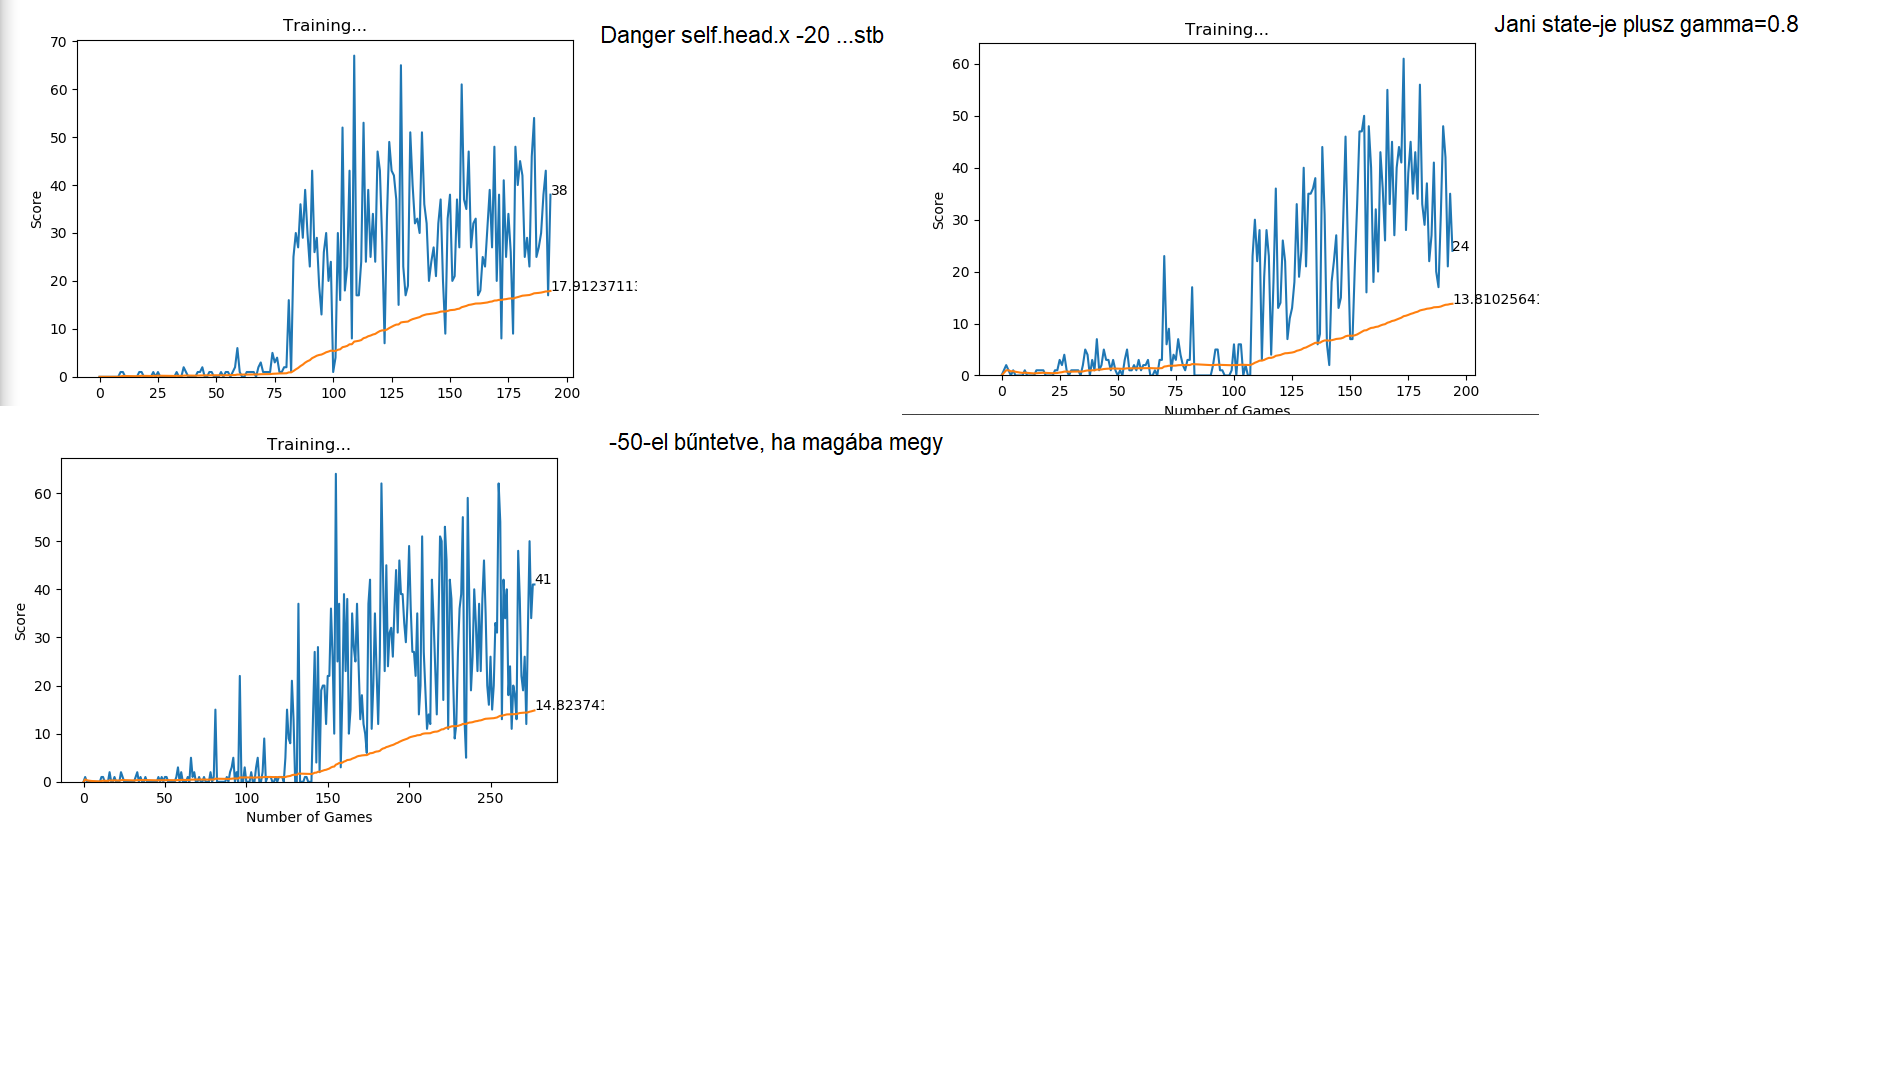 Training...
Danger self.head.x -20 ...stb
70
60
50
40
30
20
10
0
Score
38
17.91237113
0 25 50 75 100 125 150 175 200
Training...
Jani state-je plusz gamma=0.8
60
50
40
30
20
10
0
Score
24
13.8102564
0 25 50 75 100 125 150 175 200
Number of Games
Training...
-50-el bűntetve, ha magába megy
60
50
40
30
20
10
0
Score
41
14.82374
0 50 100 150 200 250
Number of Games